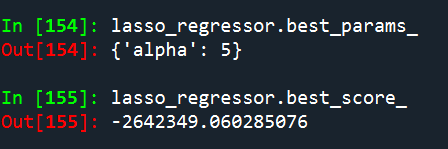 In [154]: lasso_regressor.best_params_
Out[154]: {'alpha': 5}
In [155]: lasso_regressor.best_score_
Out[155]: -2642349.060285076